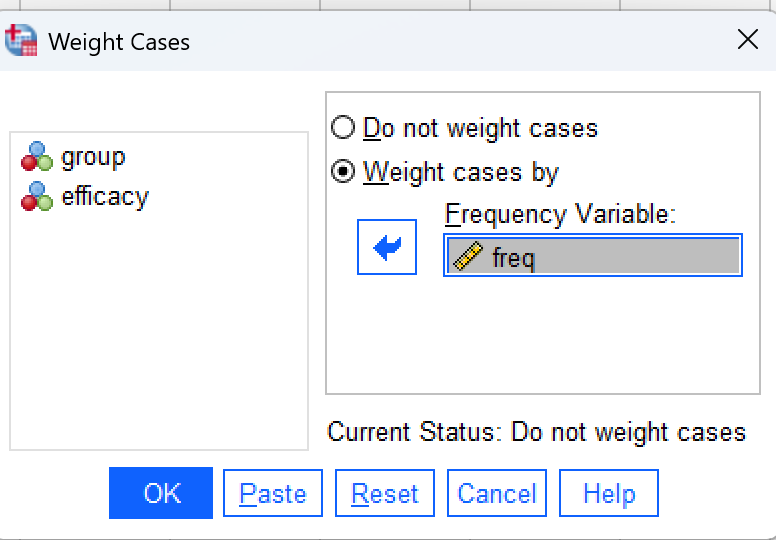 Weight Cases
group
efficacy
Do not weight cases
Weight cases by
Frequency Variable:
freq
Current Status: Do not weight cases
OK Paste Reset Cancel Help